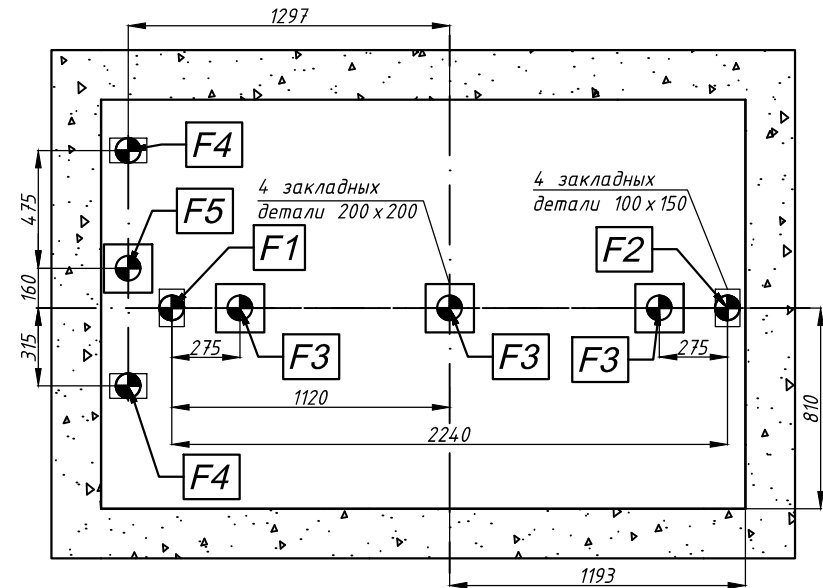 1297
F4
4 закладных
детали 200 x 200
4 закладных
детали 100 x 150
475
F5
F1
F2
160
315
275
F3
F3
F3
275
1120
2240
810
F4
1193